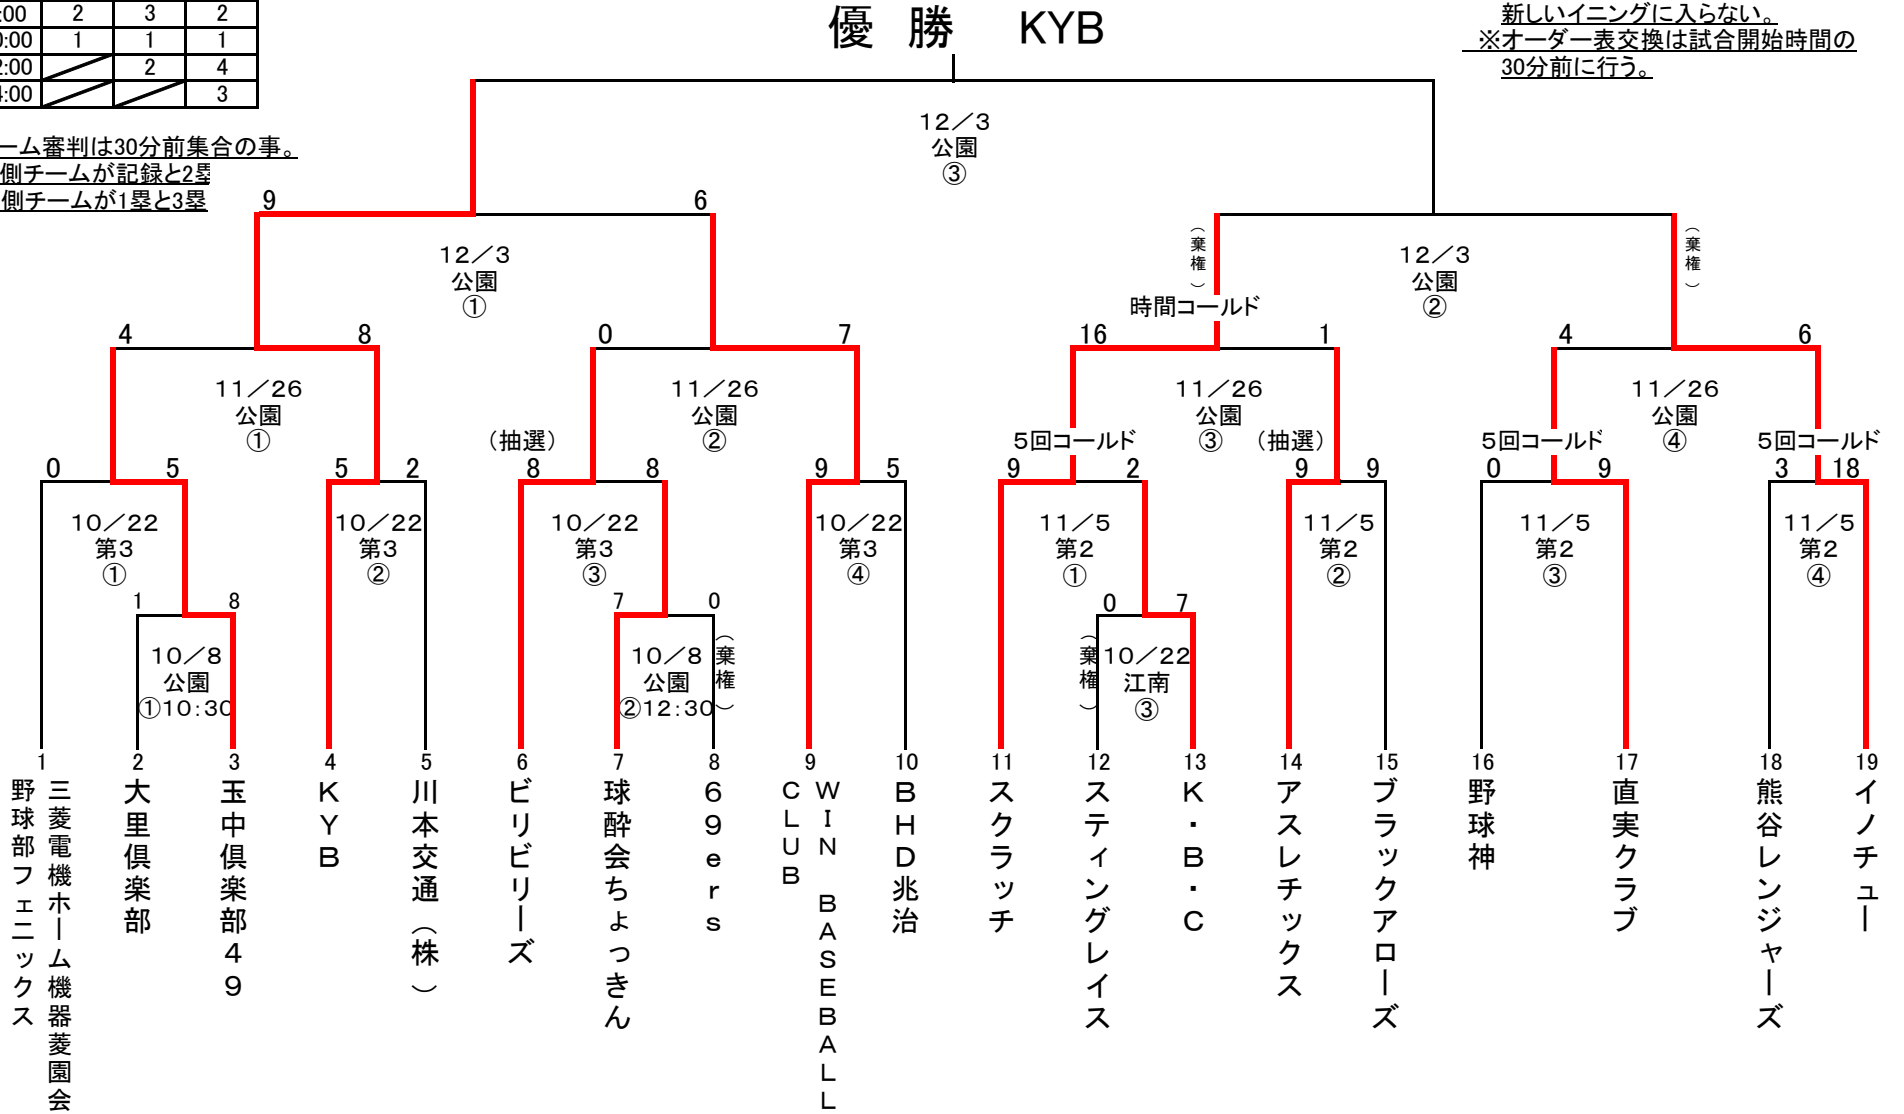 :00 2 3 2
0:00 1 1 1
2:00 2 4
4:00 3
優 勝 KYB
新しいイニングに入らない。
※オーダー表交換は試合開始時間の
30分前に行う。
ーム審判は30分前集合の事。
側チームが記録と2塁
側チームが1塁と3塁
12/3
公園
③
9 6
12/3
公園
①
(棄権)
12/3
公園
②
(棄権)
時間コールド
4 8
0 7
16 1
4 6
11/26
公園
①
11/26
公園
②
11/26
公園
③
11/26
公園
④
(抽選)
5回コールド
(抽選)
5回コールド
5回コールド
0 5
5 2
8 8
9 5
9 2
9 9
0 9
3 18
10/22
第3
①
10/22
第3
②
10/22
第3
③
10/22
第3
④
11/5
第2
①
11/5
第2
②
11/5
第2
③
11/5
第2
④
1 8
7 0
0 7
10/8
公園
①10:30
10/8
公園
②12:30
(棄権)
(棄権)
10/22
江南
③
1
三菱電機ホーム機器菱園会
野球部フェニックス
2
大里倶楽部
3
玉中倶楽部49
4
KYB
5
川本交通(株)
6
ビリビリーズ
7
球酔会ちょっきん
8
69ers
9
WIN BASEBALL
CLUB
10
BHD兆治
11
スクラッチ
12
スティングレイス
13
K・B・C
14
アスレチックス
15
ブラックアローズ
16
野球神
17
直実クラブ
18
熊谷レンジャーズ
19
イノチュー